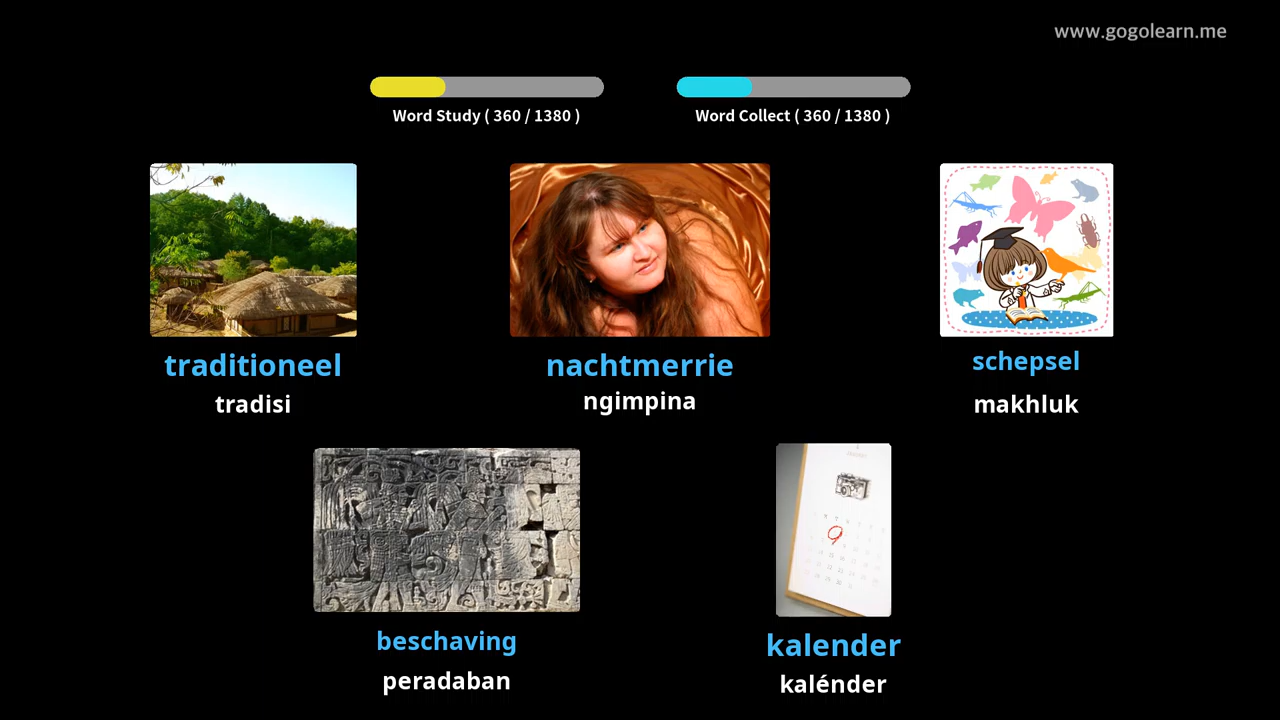 www.gogolearn.me
Word Study ( 360 / 1380 )
Word Collect ( 360 / 1380 )
traditioneel
tradisi
nachtmerrie
ngimpina
schepsel
makhluk
beschaving
peradaban
kalender
kalénder